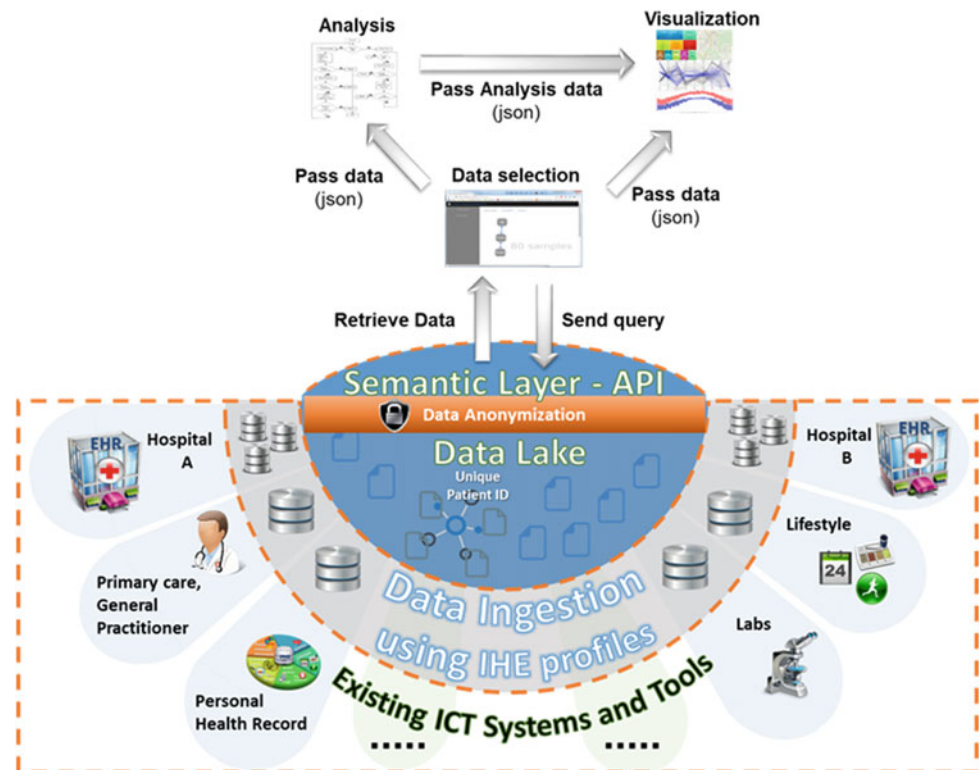 Analysis
Visualization
Pass Analysis data
(json)
Pass data
(json)
Data selection
60 samples
Pass data
(json)
Retrieve Data
Send query
Semantic Layer - API
Data Anonymization
Data Lake
Unique
Patient ID
EHR
Hospital
A
Hospital
B
EHR
Primary care,
General
Practitioner
Lifestyle
24
Personal
Health Record
Labs
Data Ingestion
using IHE profiles
Existing ICT Systems and Tools
.....
.....